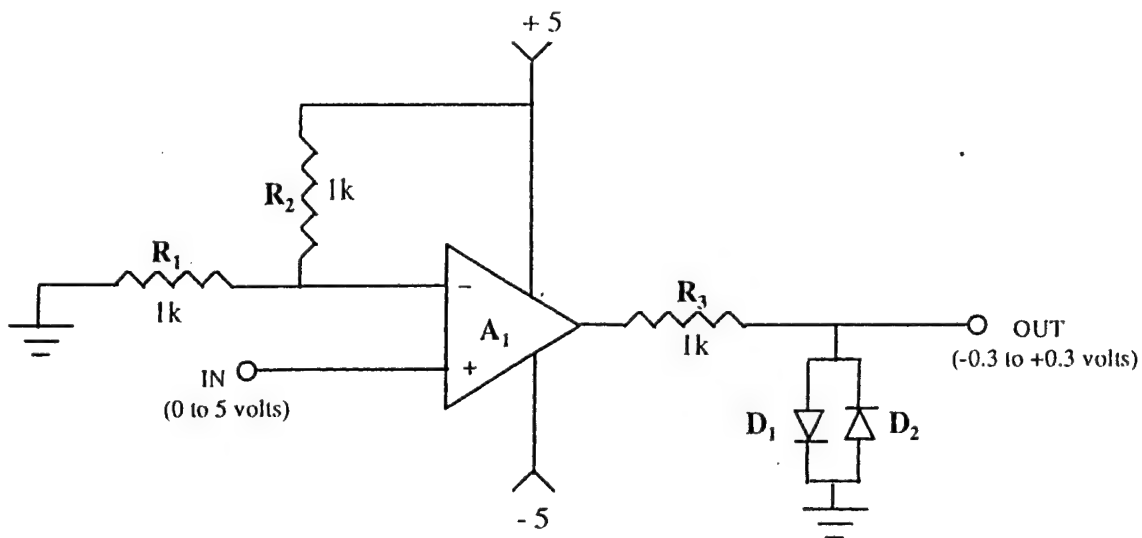 + 5
R₂
1k
R₁
1k
−
A₁
+
R₃
1k
IN
(0 to 5 volts)
OUT
(-0.3 to +0.3 volts)
D₁
D₂
- 5